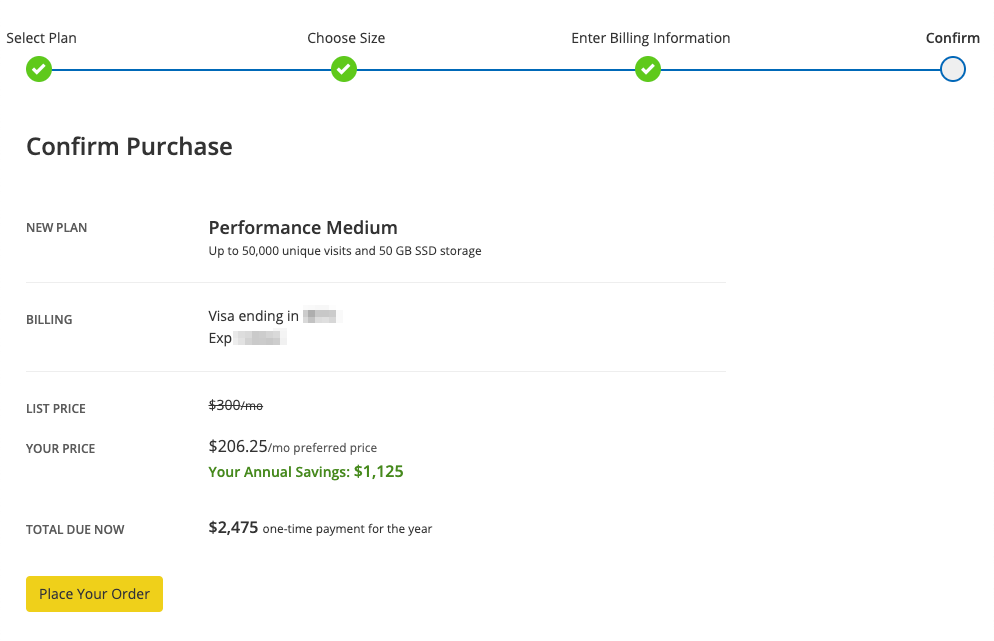 Select Plan
Choose Size
Enter Billing Information
Confirm
Confirm Purchase
NEW PLAN
Performance Medium
Up to 50,000 unique visits and 50 GB SSD storage
BILLING
Visa ending in
Exp
LIST PRICE
$300/mo
YOUR PRICE
$206.25/mo preferred price
Your Annual Savings: $1,125
TOTAL DUE NOW
$2,475 one-time payment for the year
Place Your Order